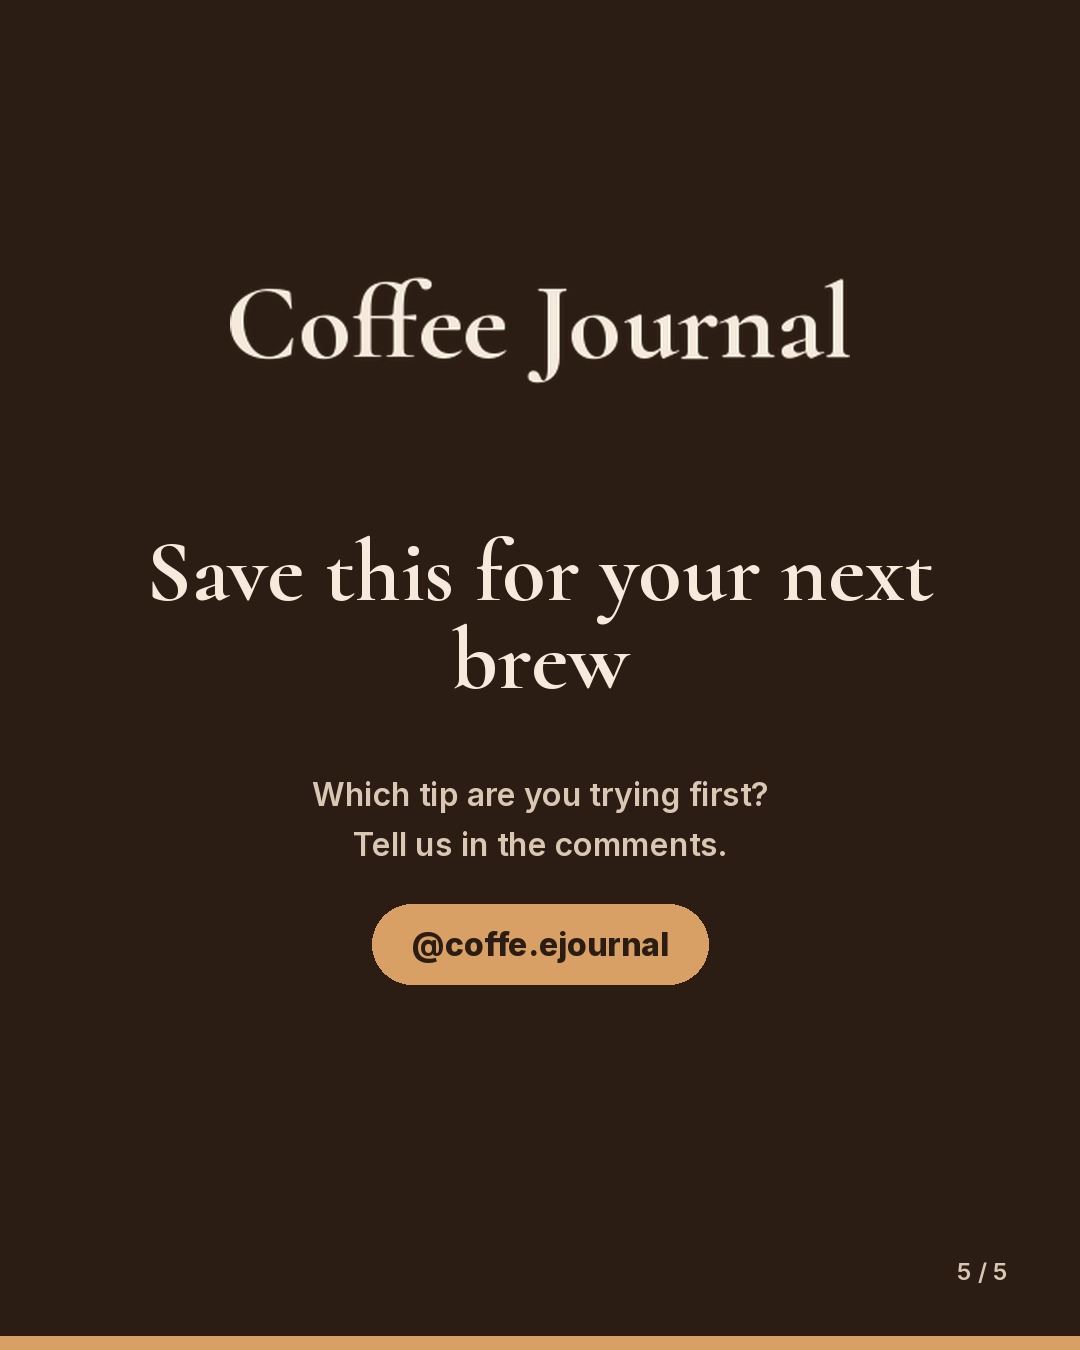 Coffee Journal
Save this for your next
brew
Which tip are you trying first?
Tell us in the comments.
@coffe.ejournal
5 / 5